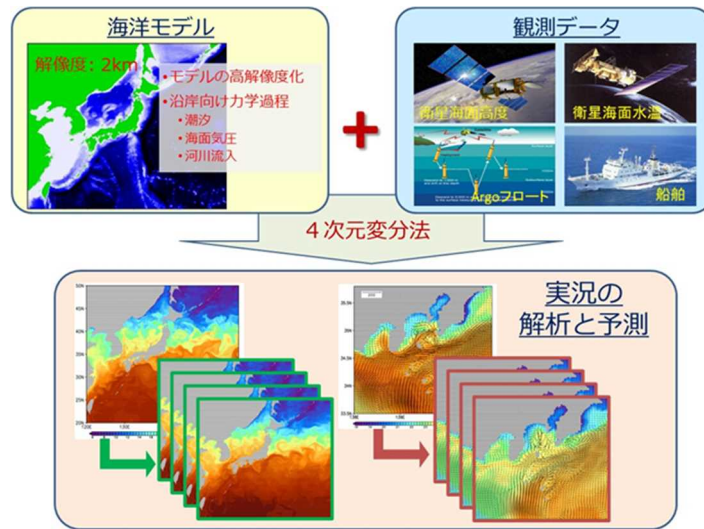 海洋モデル
解像度: 2km
•モデルの高解像度化
•沿岸向け力学過程
•潮汐
•海面気圧
•河川流入
+
観測データ
衛星海面高度
衛星海面水温
Argoフロート
船舶
4次元変分法
実況の
解析と予測